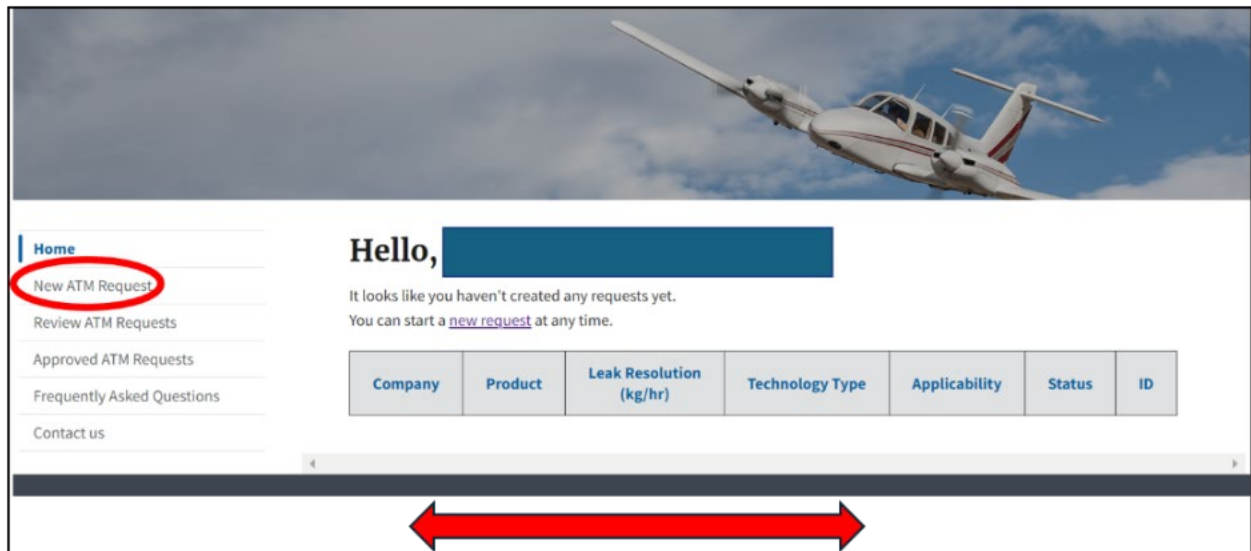 Home
New ATM Request
Review ATM Requests
Approved ATM Requests
Frequently Asked Questions
Contact us
Hello,
It looks like you haven't created any requests yet.
You can start a new request at any time.
Company Product Leak Resolution (kg/hr) Technology Type Applicability Status ID